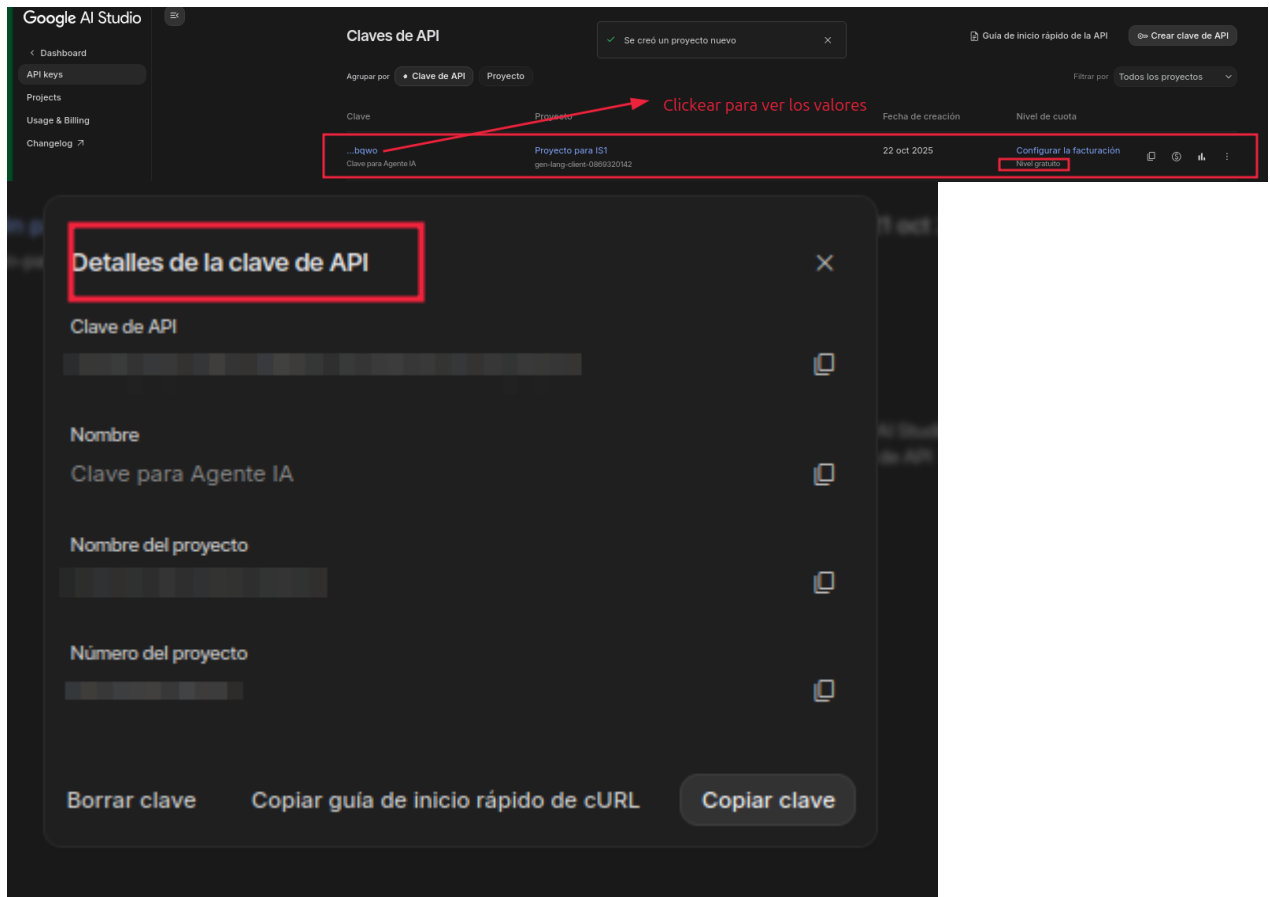 Google AI Studio
Dashboard
API keys
Projects
Usage & Billing
Changelog
Claves de API
Se creó un proyecto nuevo
Guía de inicio rápido de la API
Crear clave de API
Agrupar por
Clave de API
Proyecto
Filtrar por
Todos los proyectos
Clickear para ver los valores
Clave
Proyecto
Fecha de creación
Nivel de cuota
...bqwo
Proyecto para IS1
22 oct 2025
Configurar la facturación
Clave para Agente IA
gen-lang-client-0869320142
Nivel gratuito
Detalles de la clave de API
Clave de API
Nombre
Clave para Agente IA
Nombre del proyecto
Número del proyecto
Borrar clave
Copiar guía de inicio rápido de cURL
Copiar clave